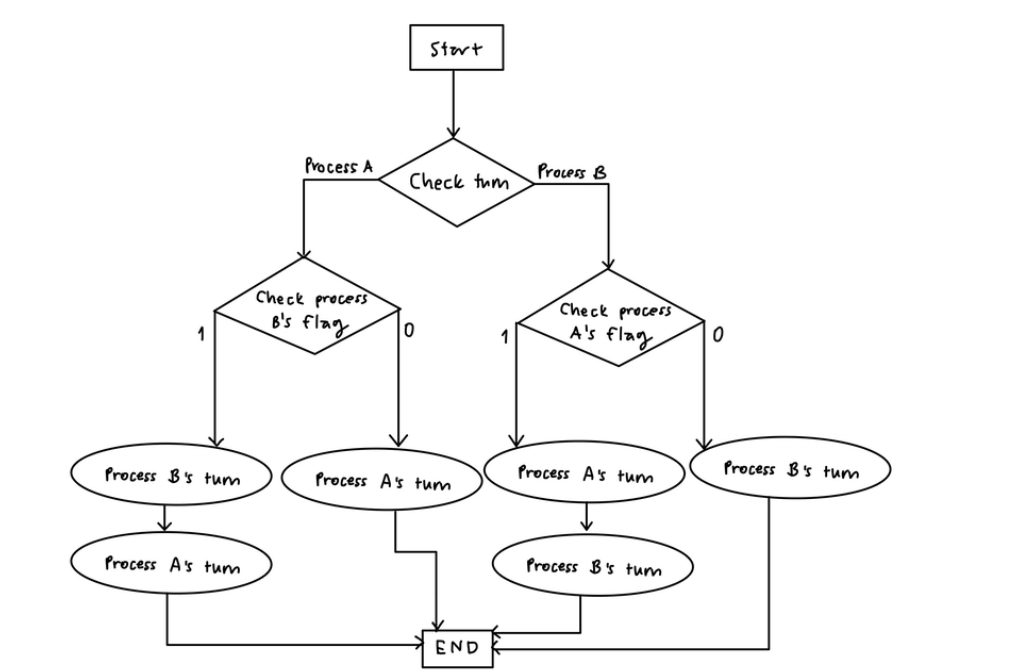 Start
Process A
Process B
Check turn
Check process
B's flag
Check process
A's flag
1
0
1
0
Process B's turn
Process A's turn
Process A's turn
Process B's turn
Process A's turn
Process B's turn
END